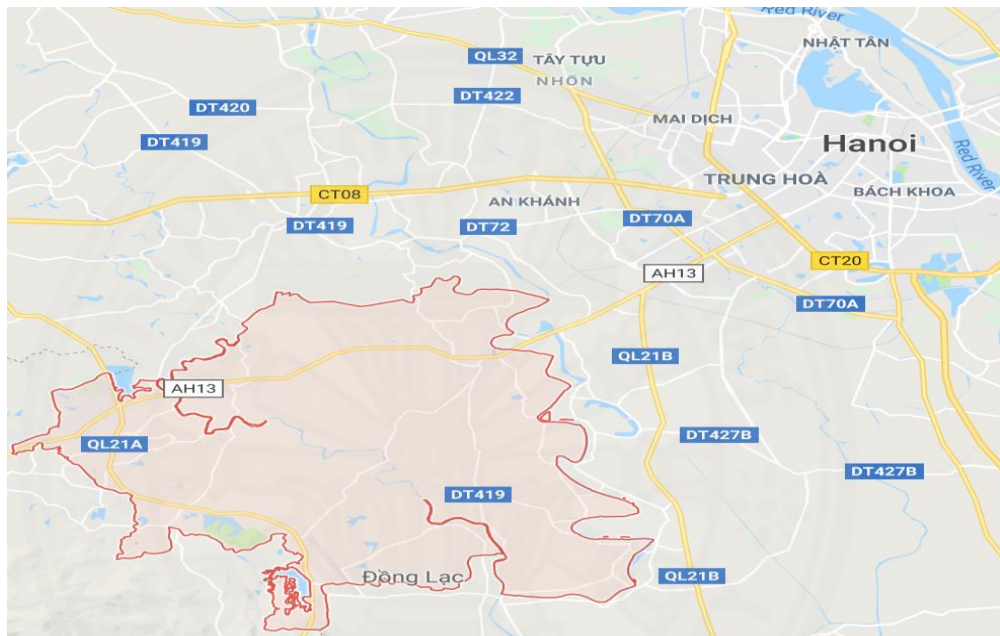 Red River
NHẬT TÂN
QL32
TÂY TỰU
NHỔN
DT420
DT422
MAI DỊCH
DT419
Hanoi
Red River
TRUNG HOÀ
BÁCH KHOA
CT08
AN KHÁNH
DT419
DT72
DT70A
CT20
AH13
DT70A
QL21B
AH13
QL21A
DT427B
DT427B
DT419
Đồng Lạc
QL21B